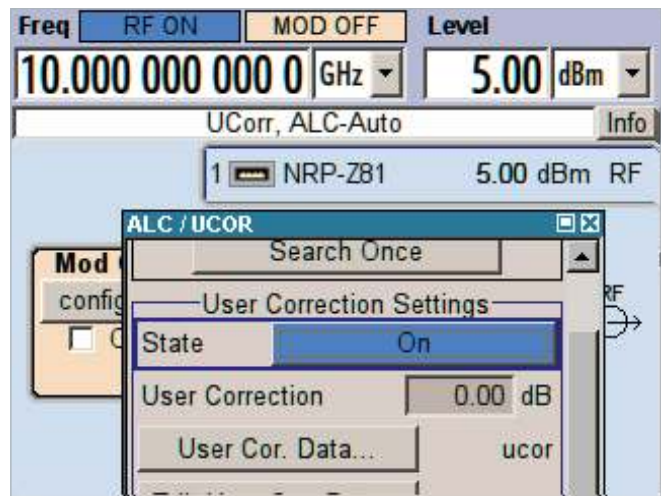 Freq RF ON MOD OFF Level
10.000 000 000 0 GHz 5.00 dBm
UCorr, ALC-Auto Info
1 NRP-Z81 5.00 dBm RF
ALC / UCOR
Search Once
Mod
config
RF
User Correction Settings
State On
User Correction 0.00 dB
User Cor. Data... ucor